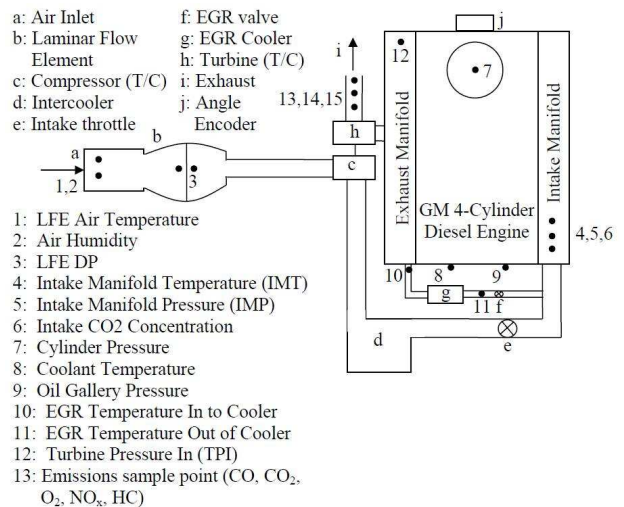 a: Air Inlet
b: Laminar Flow
Element
c: Compressor (T/C)
d: Intercooler
e: Intake throttle
f: EGR valve
g: EGR Cooler
h: Turbine (T/C)
i: Exhaust
j: Angle
Encoder
a
1,2
b
3
13,14,15
i
h
c
j
12
7
Exhaust Manifold
Intake Manifold
GM 4-Cylinder
Diesel Engine
4,5,6
10
8
9
g
11 f
d
e
1: LFE Air Temperature
2: Air Humidity
3: LFE DP
4: Intake Manifold Temperature (IMT)
5: Intake Manifold Pressure (IMP)
6: Intake CO2 Concentration
7: Cylinder Pressure
8: Coolant Temperature
9: Oil Gallery Pressure
10: EGR Temperature In to Cooler
11: EGR Temperature Out of Cooler
12: Turbine Pressure In (TPI)
13: Emissions sample point (CO, CO₂,
O₂, NOₓ, HC)